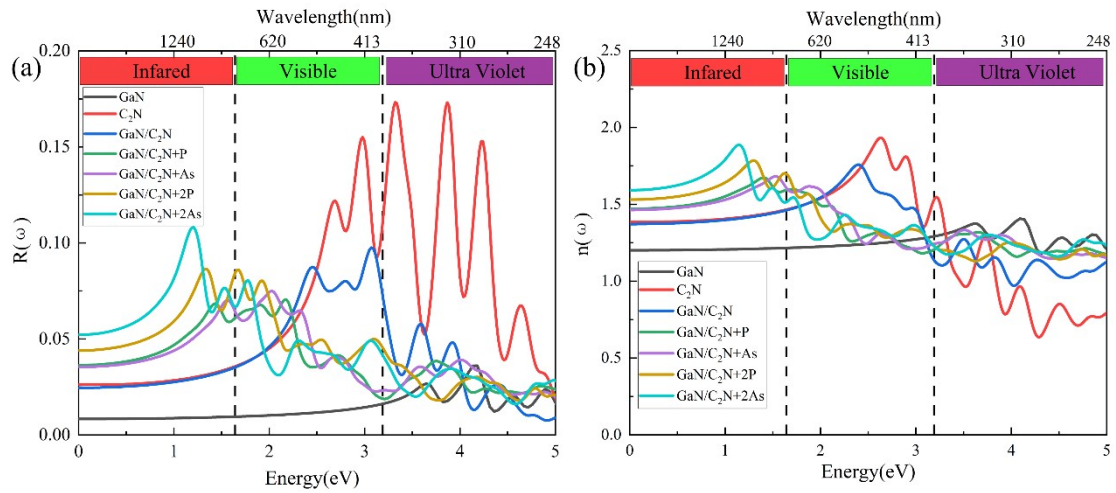 Wavelength(nm)
1240 620 413 310 248
(a)
Infared Visible Ultra Violet
GaN
C₂N
GaN/C₂N
GaN/C₂N+P
GaN/C₂N+As
GaN/C₂N+2P
GaN/C₂N+2As
R(ω)
0.20
0.15
0.10
0.05
0.00
0 1 2 3 4 5
Energy(eV)
Wavelength(nm)
1240 620 413 310 248
(b)
Infared Visible Ultra Violet
n(ω)
2.5
2.0
1.5
1.0
0.5
0.0
GaN
C₂N
GaN/C₂N
GaN/C₂N+P
GaN/C₂N+As
GaN/C₂N+2P
GaN/C₂N+2As
0 1 2 3 4 5
Energy(eV)